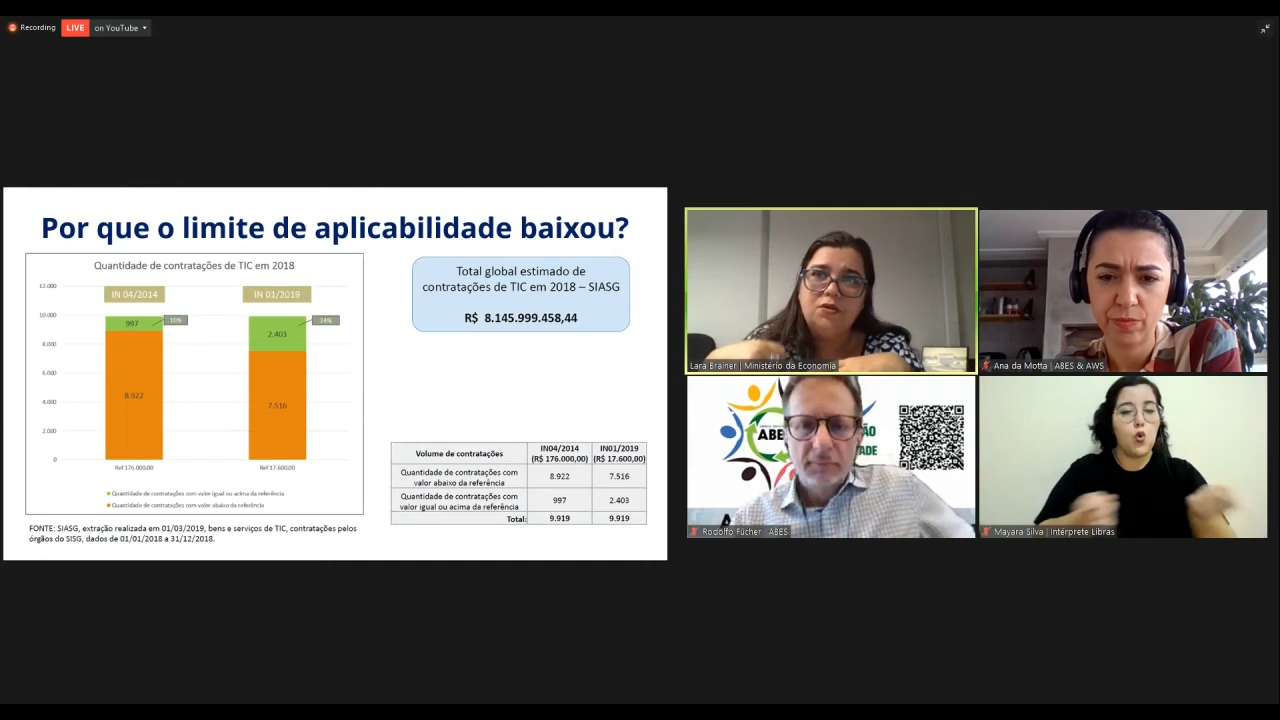 Recording
LIVE on YouTube
Por que o limite de aplicabilidade baixou?
Quantidade de contratações de TIC em 2018
12.000
10.000
8.000
6.000
4.000
2.000
0
IN 04/2014
IN 01/2019
997
10%
2.403
24%
8.922
7.516
Ref 176.000,00
Ref 17.600,00
Quantidade de contratações com valor igual ou acima da referência
Quantidade de contratações com valor abaixo da referência
FONTE: SIASG, extração realizada em 01/03/2019, bens e serviços de TIC, contratações pelos
órgãos do SISG, dados de 01/01/2018 a 31/12/2018.
Total global estimado de
contratações de TIC em 2018 – SIASG
R$ 8.145.999.458,44
Volume de contratações
IN04/2014
(R$ 176.000,00)
IN01/2019
(R$ 17.600,00)
Quantidade de contratações com
valor abaixo da referência
8.922
7.516
Quantidade de contratações com
valor igual ou acima da referência
997
2.403
Total:
9.919
9.919
Lara Brainer | Ministério da Economia
Ana da Motta | ABES & AWS
Rodolfo Fücher - ABES
Mayara Silva | Intérprete Libras